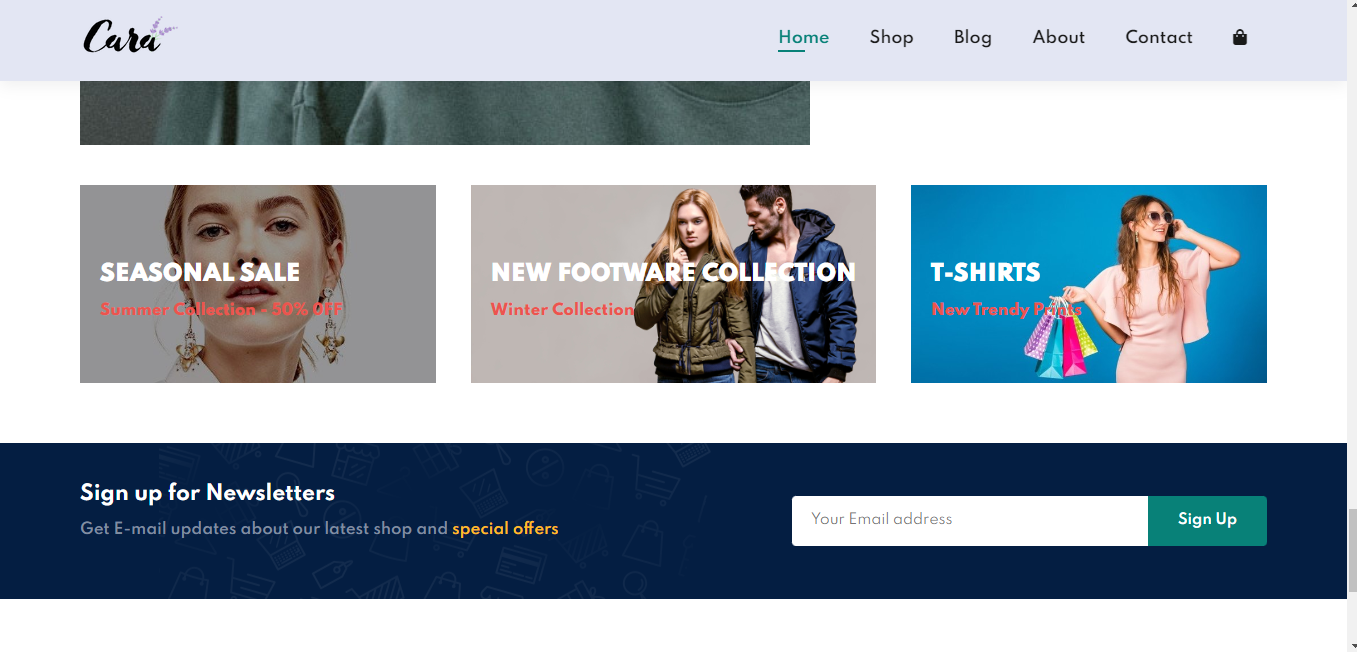 Cara
Home Shop Blog About Contact
SEASONAL SALE
Summer Collection - 50% OFF
NEW FOOTWARE COLLECTION
Winter Collection
T-SHIRTS
New Trendy Prints
Sign up for Newsletters
Get E-mail updates about our latest shop and special offers
Your Email address
Sign Up